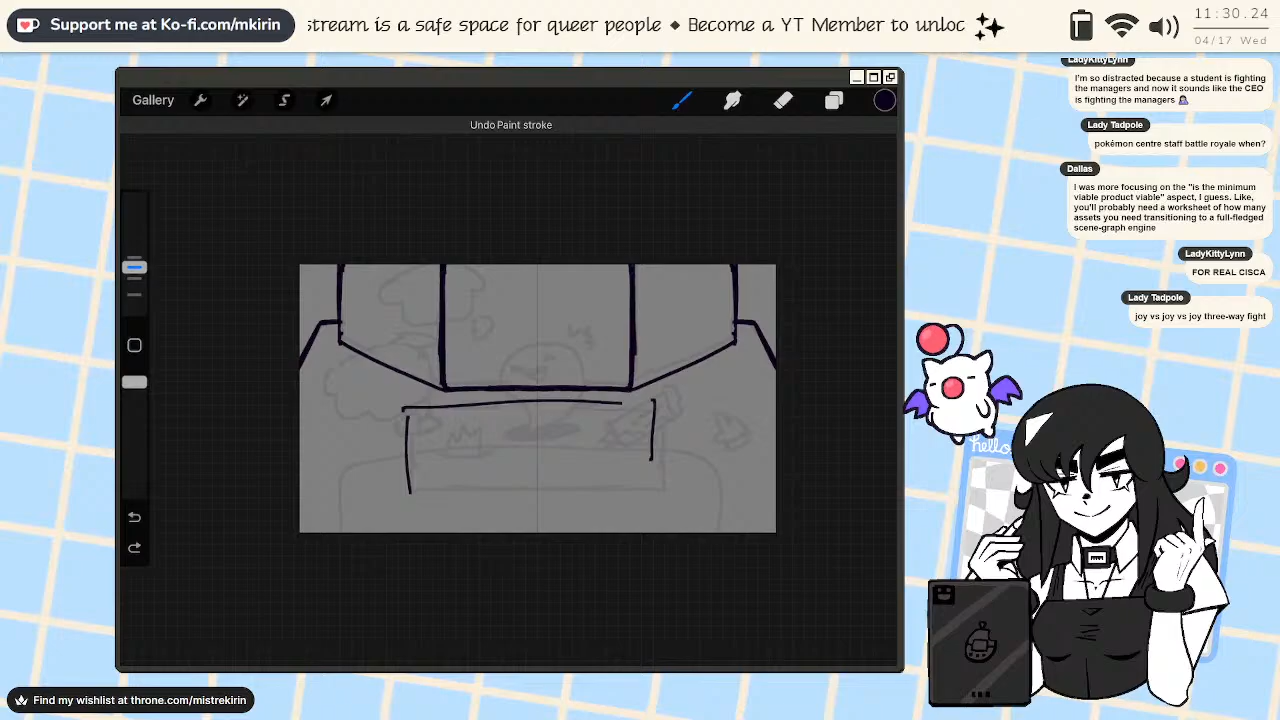 Support me at Ko-fi.com/mkirin
stream is a safe space for queer people ◆ Become a YT Member to unloc
11:30.24
04/17 Wed
Gallery
Undo Paint stroke
LadyKittyLynn
I'm so distracted because a student is fighting
the managers and now it sounds like the CEO
is fighting the managers
Lady Tadpole
pokémon centre staff battle royale when?
Dallas
I was more focusing on the "is the minimum
viable product viable" aspect, I guess. Like,
you'll probably need a worksheet of how many
assets you need transitioning to a full-fledged
scene-graph engine
LadyKittyLynn
FOR REAL CISCA
Lady Tadpole
joy vs joy vs joy three-way fight
hello
Find my wishlist at throne.com/mistrekirin